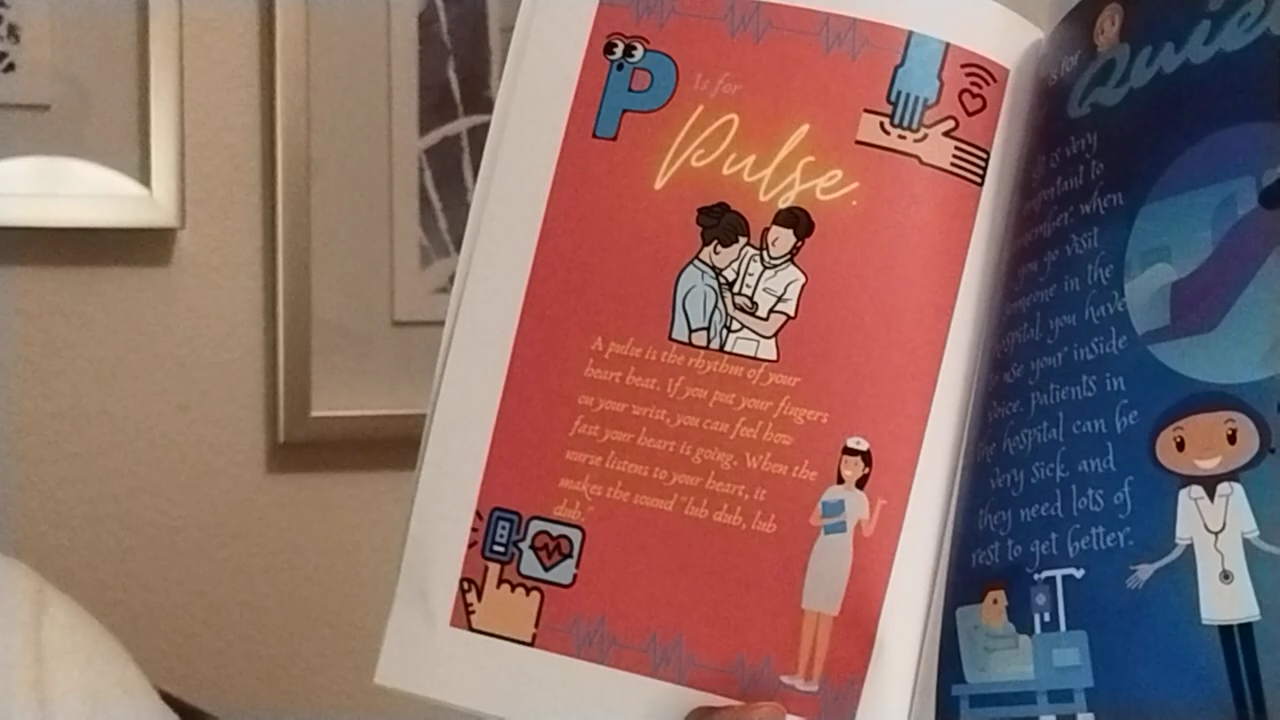 P is for
Pulse.
A pulse is the rhythm of your
heart beat. If you put your fingers
on your wrist, you can feel how
fast your heart is going. When the
nurse listens to your heart, it
makes the sound "lub dub, lub
dub."
is for
It is very
important to
when
you go visit
someone in the
hospital, you have
to use your inside
voice. Patients in
the hospital can be
very sick and
they need lots of
rest to get better.